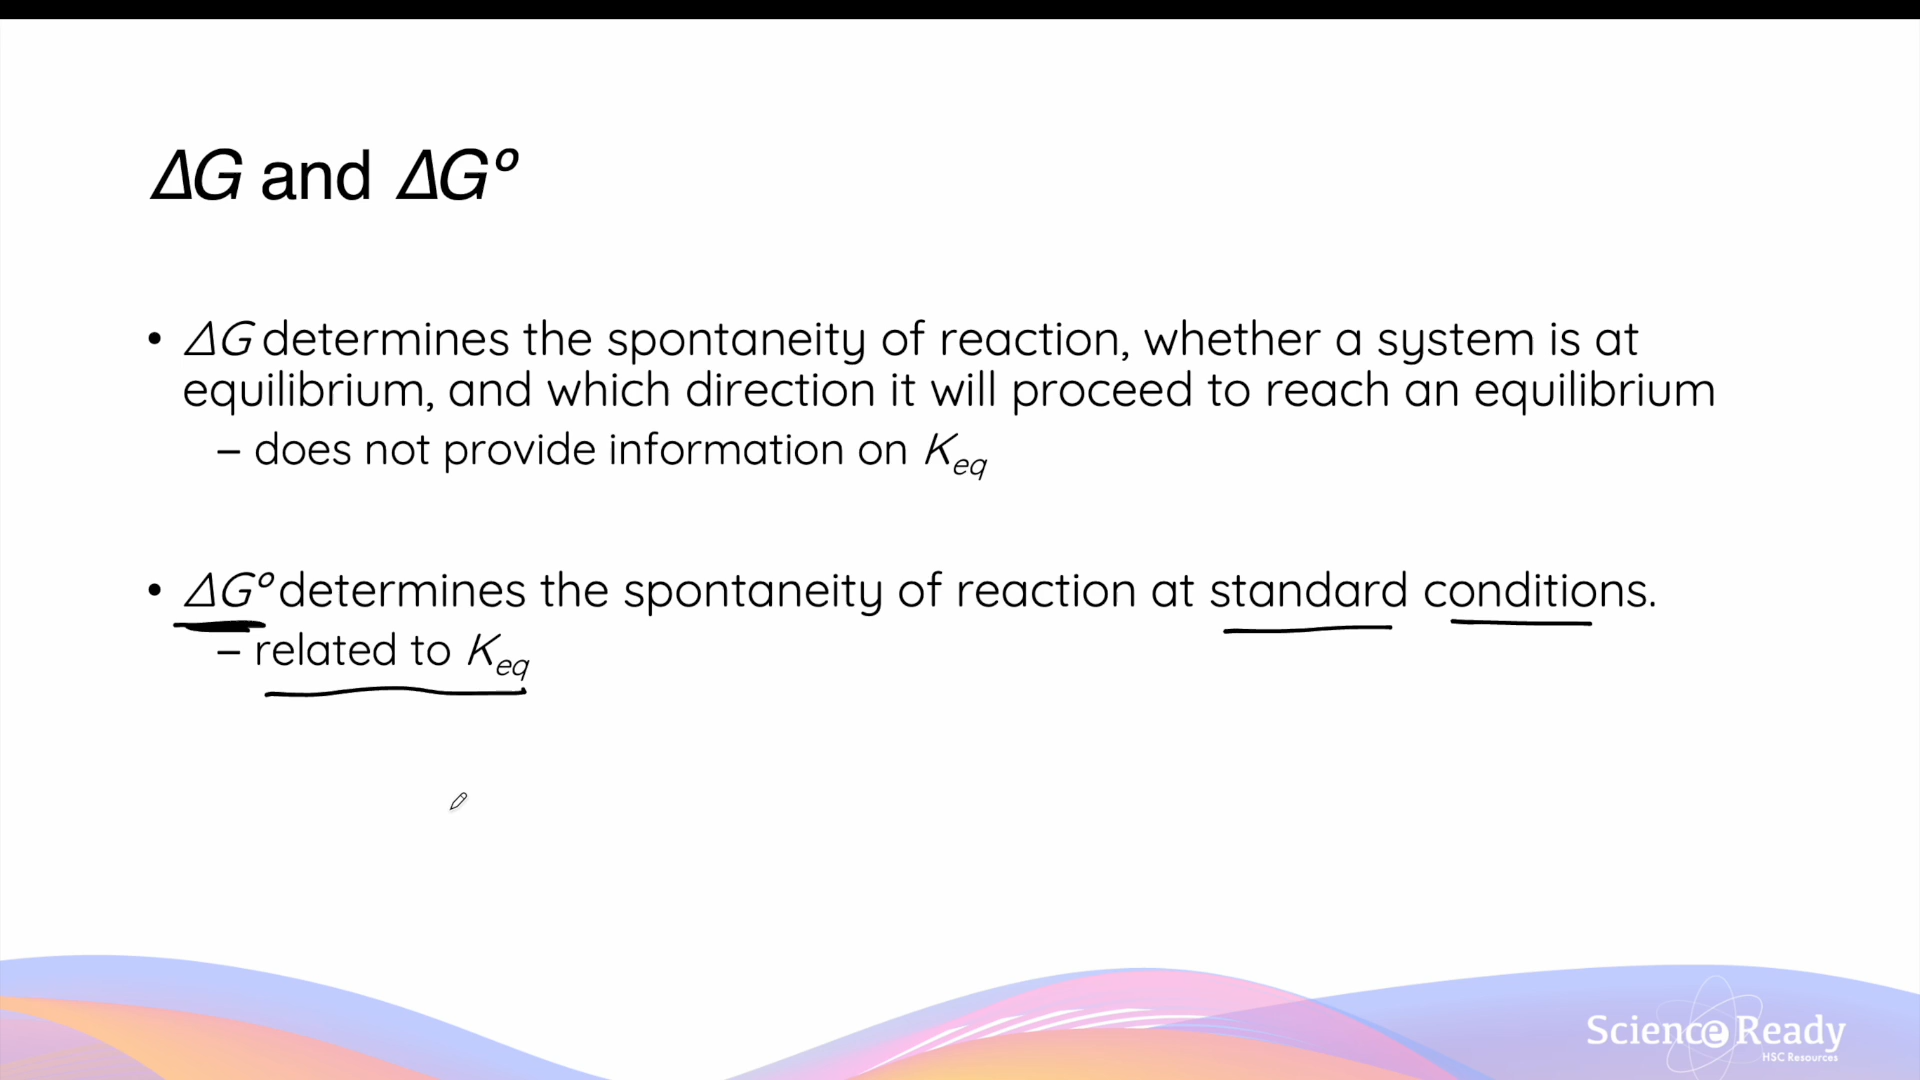 ΔG and ΔG°
• ΔG determines the spontaneity of reaction, whether a system is at
equilibrium, and which direction it will proceed to reach an equilibrium
– does not provide information on Keq
• ΔG° determines the spontaneity of reaction at standard conditions.
– related to Keq
Science Ready
HSC Resources